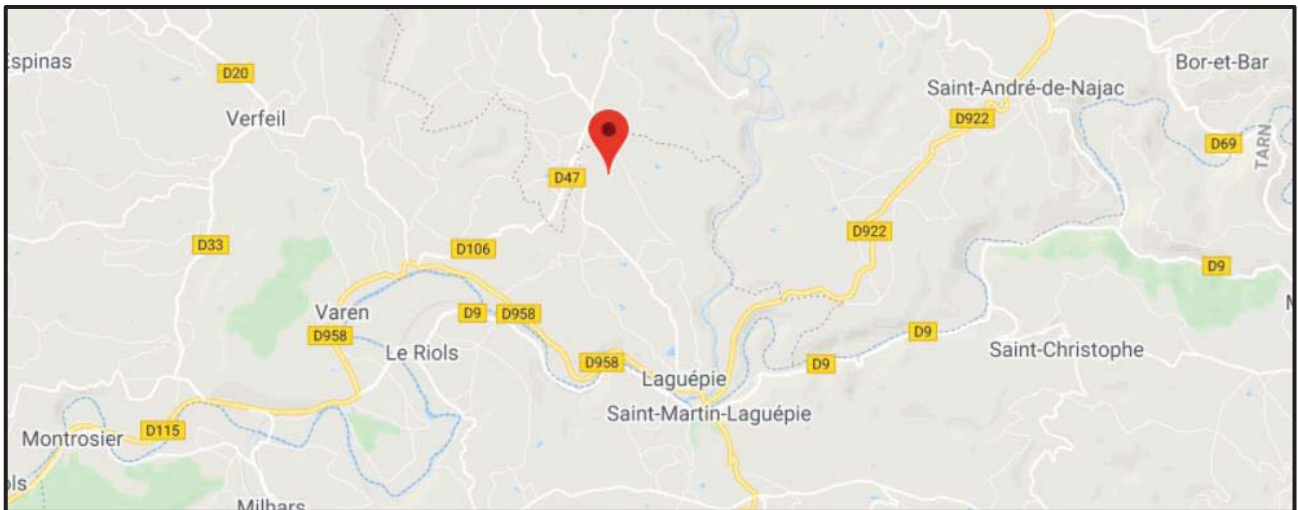 Espinas
D20
Verfeil
Bor-et-Bar
Saint-André-de-Najac
D922
D69
TARN
D47
D33
D106
D922
D9
Varen
D958
D9
D958
Le Riols
D9
Saint-Christophe
D958
D9
Laguépie
Saint-Martin-Laguépie
Montrosier
D115
ols
Milhars